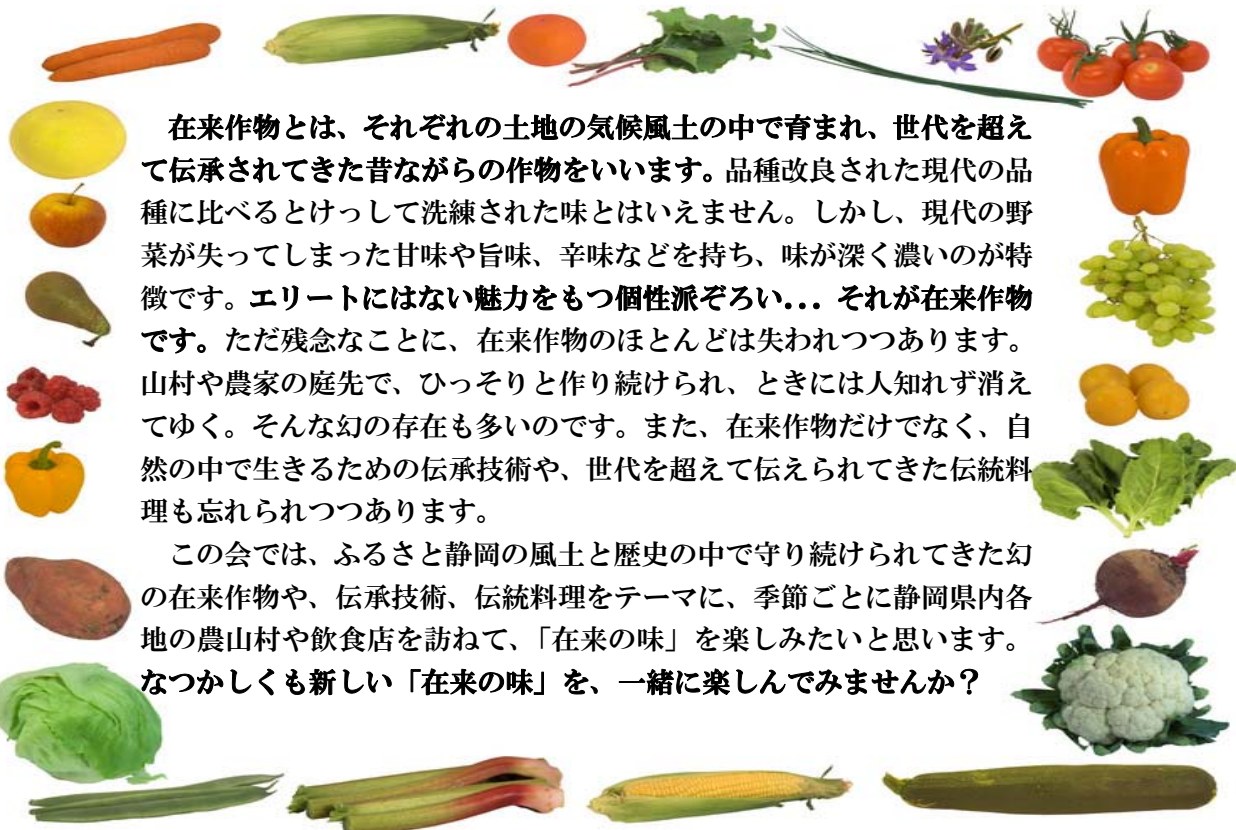 在来作物とは、それぞれの土地の気候風土の中で育まれ、世代を超え
て伝承されてきた昔ながらの作物をいいます。品種改良された現代の品
種に比べるとけっして洗練された味とはいえません。しかし、現代の野
菜が失ってしまった甘味や旨味、辛味などを持ち、味が深く濃いのが特
徴です。エリートにはない魅力をもつ個性派ぞろい... それが在来作物
です。ただ残念なことに、在来作物のほとんどは失われつつあります。
山村や農家の庭先で、ひっそりと作り続けられ、ときには人知れず消え
てゆく。そんな幻の存在も多いのです。また、在来作物だけでなく、自
然の中で生きるための伝承技術や、世代を超えて伝えられてきた伝統料
理も忘れられつつあります。
この会では、ふるさと静岡の風土と歴史の中で守り続けられてきた幻
の在来作物や、伝承技術、伝統料理をテーマに、季節ごとに静岡県内各
地の農山村や飲食店を訪ねて、「在来の味」を楽しみたいと思います。
なつかしくも新しい「在来の味」を、一緒に楽しんでみませんか？